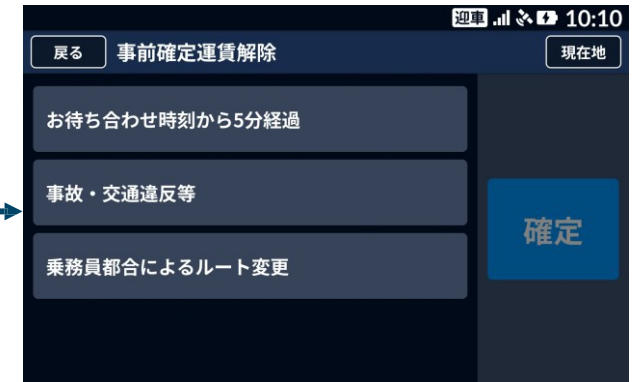 迎車 10:10
戻る 事前確定運賃解除 現在地
お待ち合わせ時刻から5分経過
事故・交通違反等
確定
乗務員都合によるルート変更